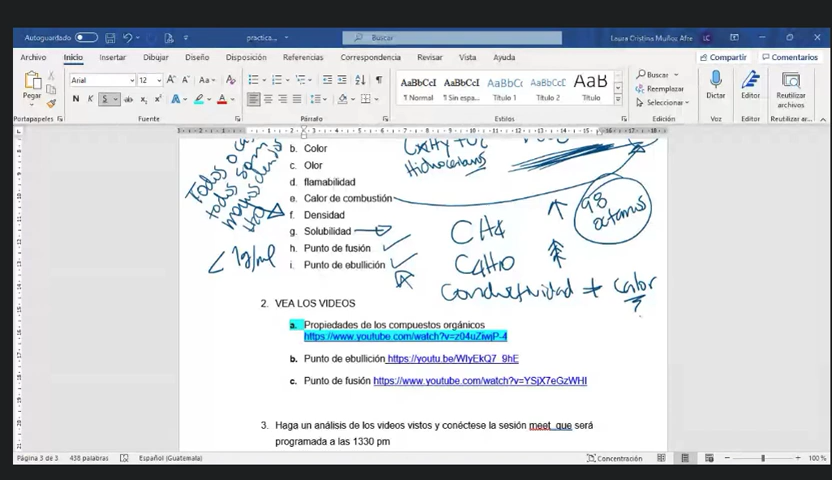 Autoguardado
practica...
Buscar
Laura Cristina Muñoz Afre
LC
Archivo Inicio Insertar Dibujar Diseño Disposición Referencias Correspondencia Revisar Vista Ayuda
Compartir Comentarios
Pegar
Arial 12
N K S
AaBbCcI AaBbCcI AaBbCc AaBbCcI AaB
¶ Normal ¶ Sin espa... Título 1 Título 2 Título
Buscar
Reemplazar
Seleccionar
Dictar
Editor
Reutilizar
archivos
Portapapeles Fuente Párrafo Estilos Edición Voz Editor Reutilizar ar...
Hidrocarburos
b. Color
c. Olor
d. flamabilidad
e. Calor de combustión
f. Densidad
g. Solubilidad
h. Punto de fusión
i. Punto de ebullición
Todos
todos son
< 1g/ml
98
octanos
CH4
C4H10
Conductividad ≠ Calor
?
2. VEA LOS VIDEOS
a. Propiedades de los compuestos orgánicos
https://www.youtube.com/watch?v=z04uZiwjP-4
b. Punto de ebullición https://youtu.be/WIyEkQ7_9hE
c. Punto de fusión https://www.youtube.com/watch?v=YSjX7eGzWHI
3. Haga un análisis de los videos vistos y conéctese la sesión meet que será
programada a las 1330 pm
Página 3 de 3 438 palabras Español (Guatemala)
Concentración
100 %